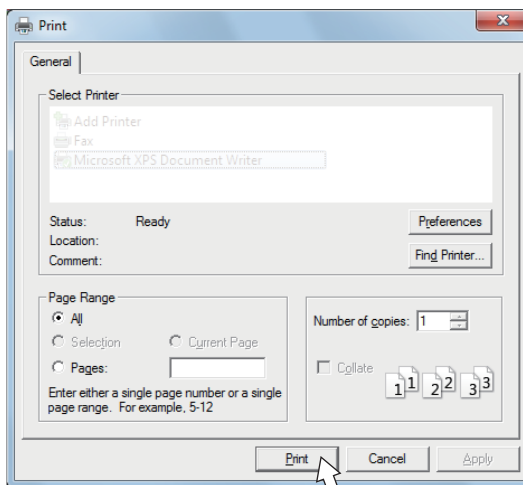 Print
General
Select Printer
Add Printer
Fax
Microsoft XPS Document Writer
Status: Ready
Preferences
Location:
Comment:
Find Printer...
Page Range
All
Selection Current Page
Pages:
Enter either a single page number or a single
page range. For example, 5-12
Number of copies: 1
Collate
1 1 2 2 3 3
Print Cancel Apply